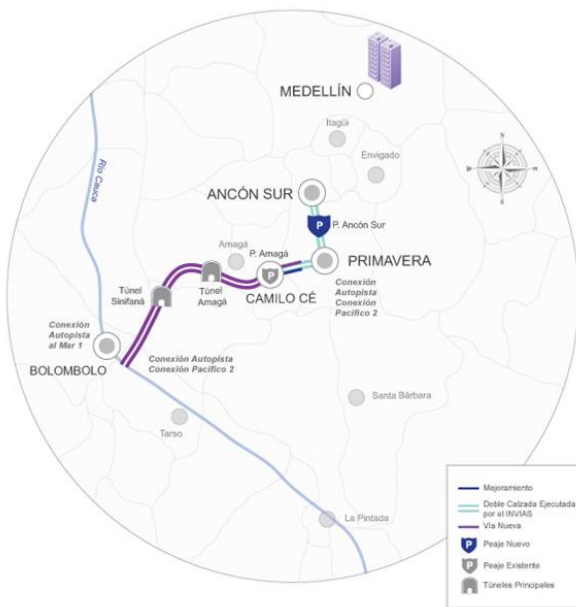 MEDELLÍN
Itagüi
Envigado
Río Cauca
ANCÓN SUR
P. Ancón Sur
Amagá
P. Amagá
PRIMAVERA
Túnel
Sinifaná
Túnel
Amagá
CAMILO CÉ
Conexión
Autopista
Conexión
Pacífico 2
Conexión
Autopista
al Mar 1
BOLOMBOLO
Conexión Autopista
Conexión Pacífico 2
Santa Bárbara
Tarso
La Pintada
Mejoramiento
Doble Calzada Ejecutada
por el INVIAS
Vía Nueva
Peaje Nuevo
Peaje Existente
Túneles Principales